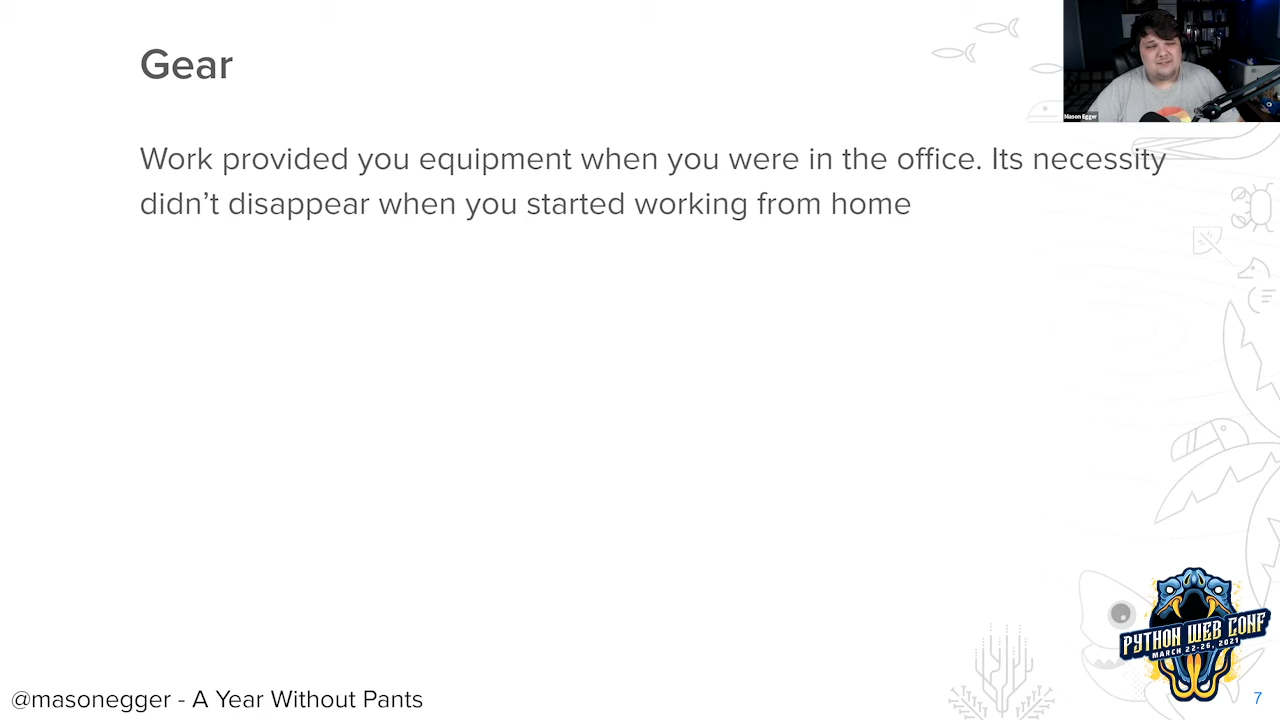 Gear
Mason Egger
Work provided you equipment when you were in the office. Its necessity
didn’t disappear when you started working from home
PYTHON WEB CONF
MARCH 22-26, 2021
@masonegger - A Year Without Pants
7